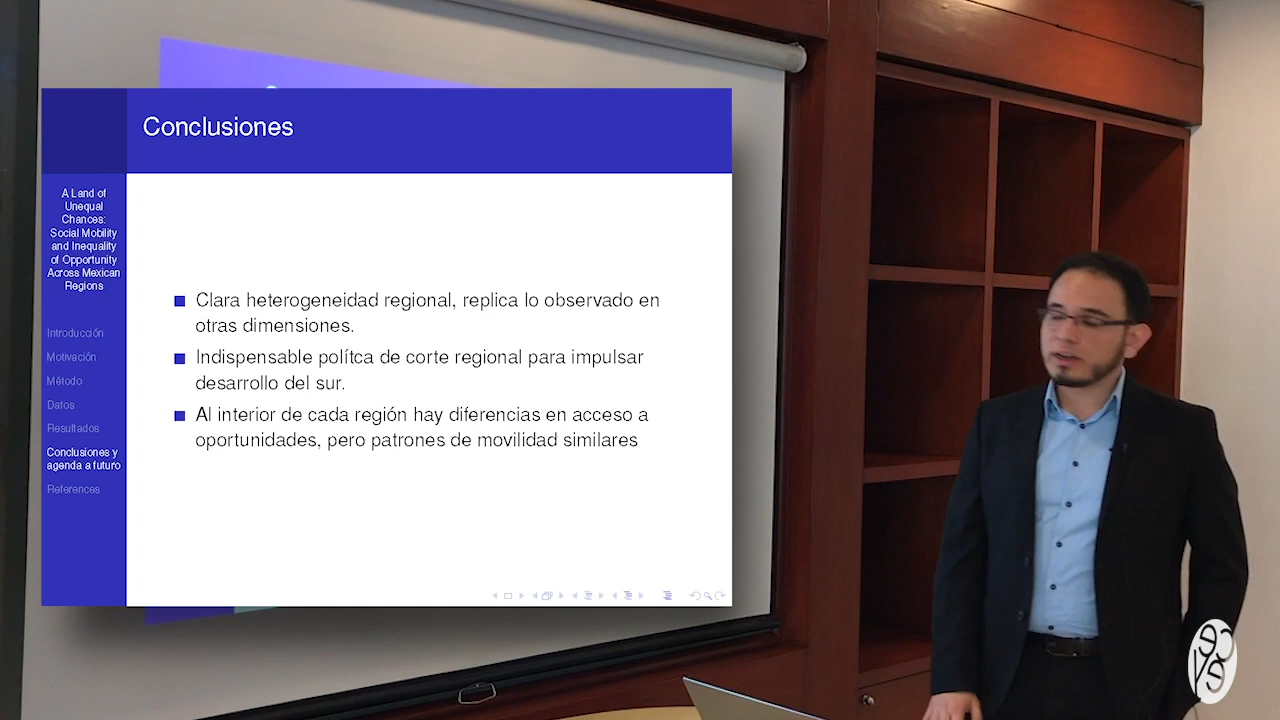 Conclusiones
A Land of
Unequal
Chances:
Social Mobility
and Inequality
of Opportunity
Across Mexican
Regions
Introducción
Motivación
Método
Datos
Resultados
Conclusiones y
agenda a futuro
References
Clara heterogeneidad regional, replica lo observado en
otras dimensiones.
Indispensable polítca de corte regional para impulsar
desarrollo del sur.
Al interior de cada región hay diferencias en acceso a
oportunidades, pero patrones de movilidad similares